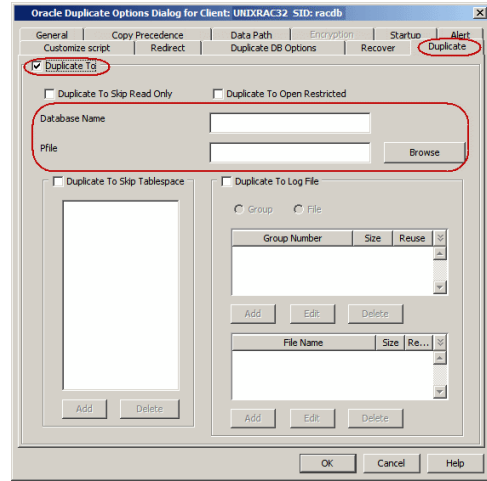 Oracle Duplicate Options Dialog for Client: UNIXRAC32 SID: racdb
General Copy Precedence Data Path Encryption Startup Alert
Customize script Redirect Duplicate DB Options Recover Duplicate
Duplicate To
Duplicate To Skip Read Only Duplicate To Open Restricted
Database Name
Pfile Browse
Duplicate To Skip Tablespace Duplicate To Log File
Group File
Group Number Size Reuse
Add Edit Delete
File Name Size Re...
Add Delete Add Edit Delete
OK Cancel Help